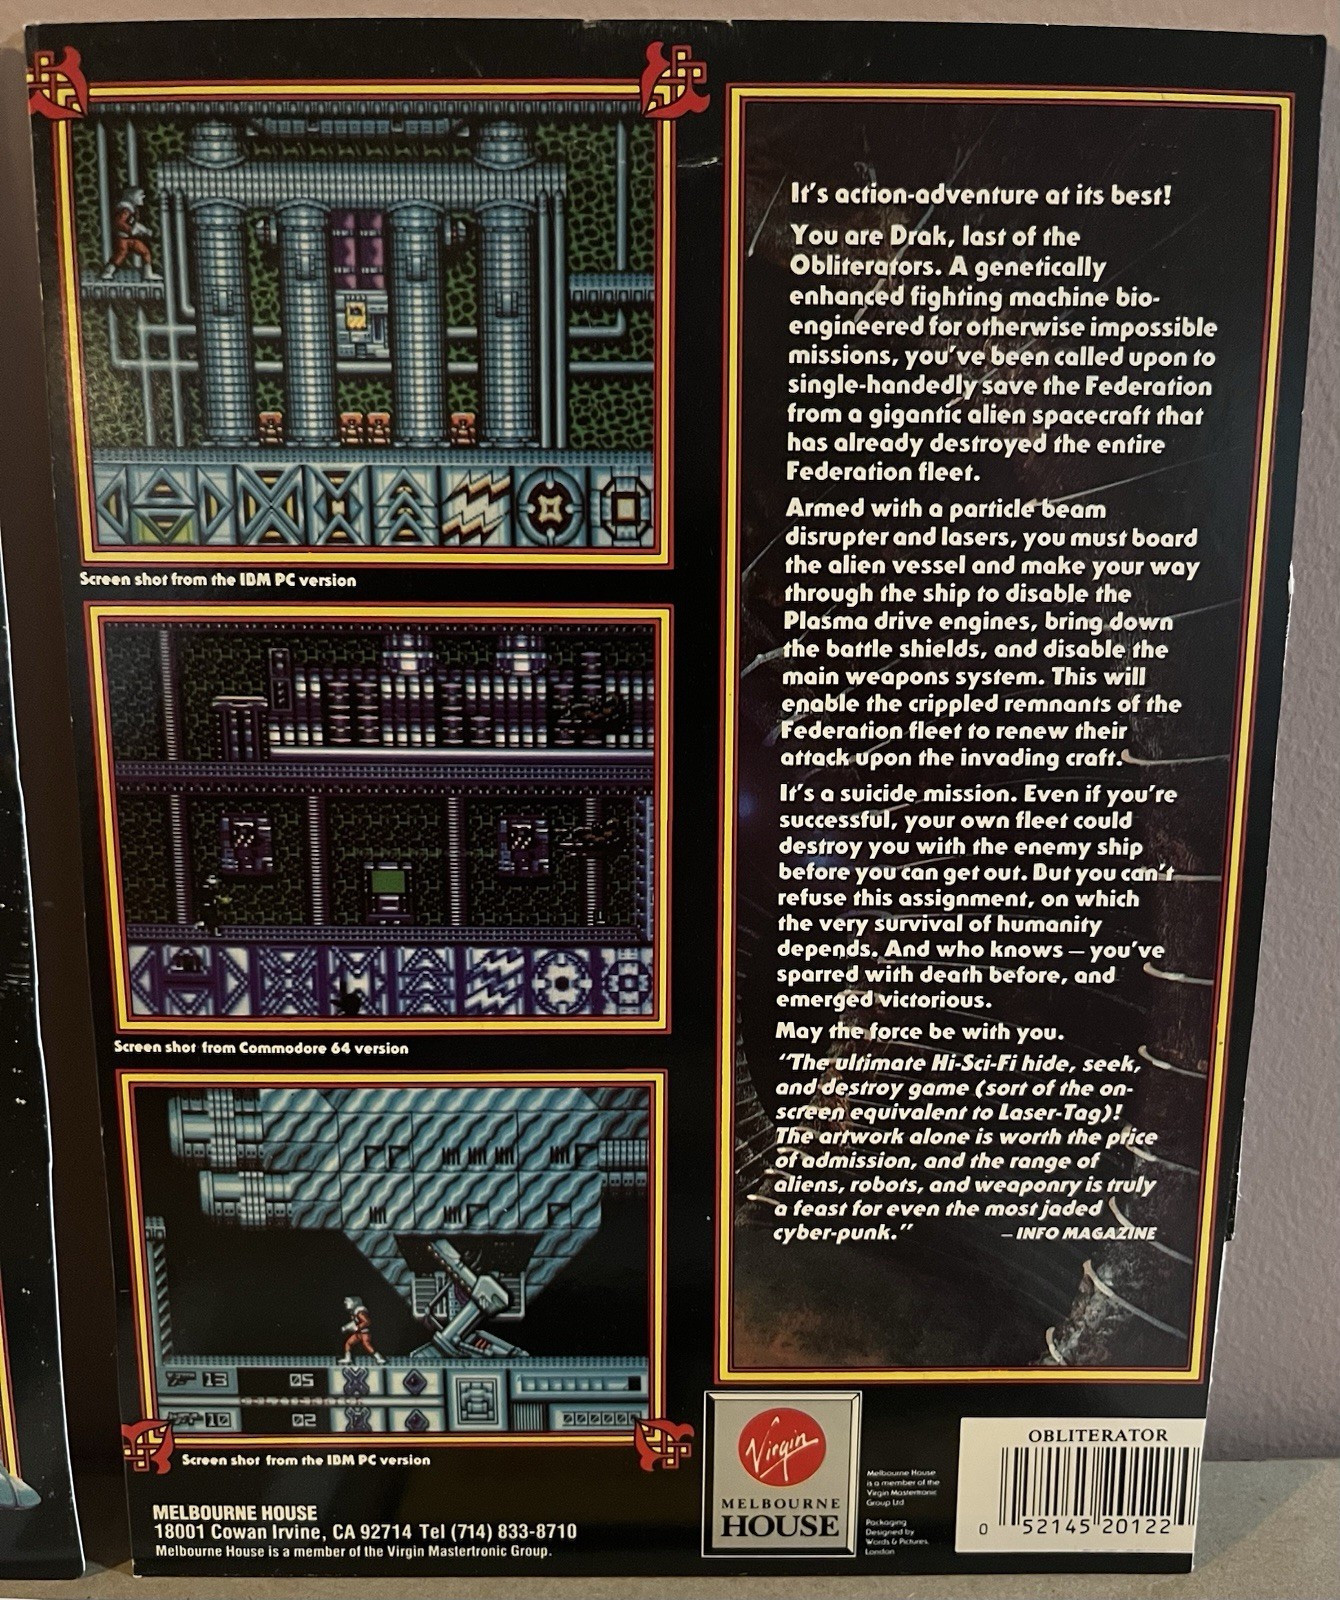 It's action-adventure at its best!
You are Drak, last of the
Obliterators. A genetically
enhanced fighting machine bio-
engineered for otherwise impossible
missions, you've been called upon to
single-handedly save the Federation
from a gigantic alien spacecraft that
has already destroyed the entire
Federation fleet.
Armed with a particle beam
disrupter and lasers, you must board
the alien vessel and make your way
through the ship to disable the
Plasma drive engines, bring down
the battle shields, and disable the
main weapons system. This will
enable the crippled remnants of the
Federation fleet to renew their
attack upon the invading craft.
It's a suicide mission. Even if you're
successful, your own fleet could
destroy you with the enemy ship
before you can get out. But you can't
refuse this assignment, on which
the very survival of humanity
depends. And who knows – you've
sparred with death before, and
emerged victorious.
May the force be with you.
"The ultimate Hi-Sci-Fi hide, seek,
and destroy game (sort of the on-
screen equivalent to Laser-Tag)!
The artwork alone is worth the price
of admission, and the range of
aliens, robots, and weaponry is truly
a feast for even the most jaded
cyber-punk." – INFO MAGAZINE
Screen shot from the IBM PC version
Screen shot from Commodore 64 version
13 05
10 02
000000
Screen shot from the IBM PC version
MELBOURNE HOUSE
18001 Cowan Irvine, CA 92714 Tel (714) 833-8710
Melbourne House is a member of the Virgin Mastertronic Group.
Virgin
MELBOURNE
HOUSE
Melbourne House
is a member of the
Virgin Mastertronic
Group Ltd
Packaging
Designed by
Words & Pictures.
London
OBLITERATOR
0 52145 20122